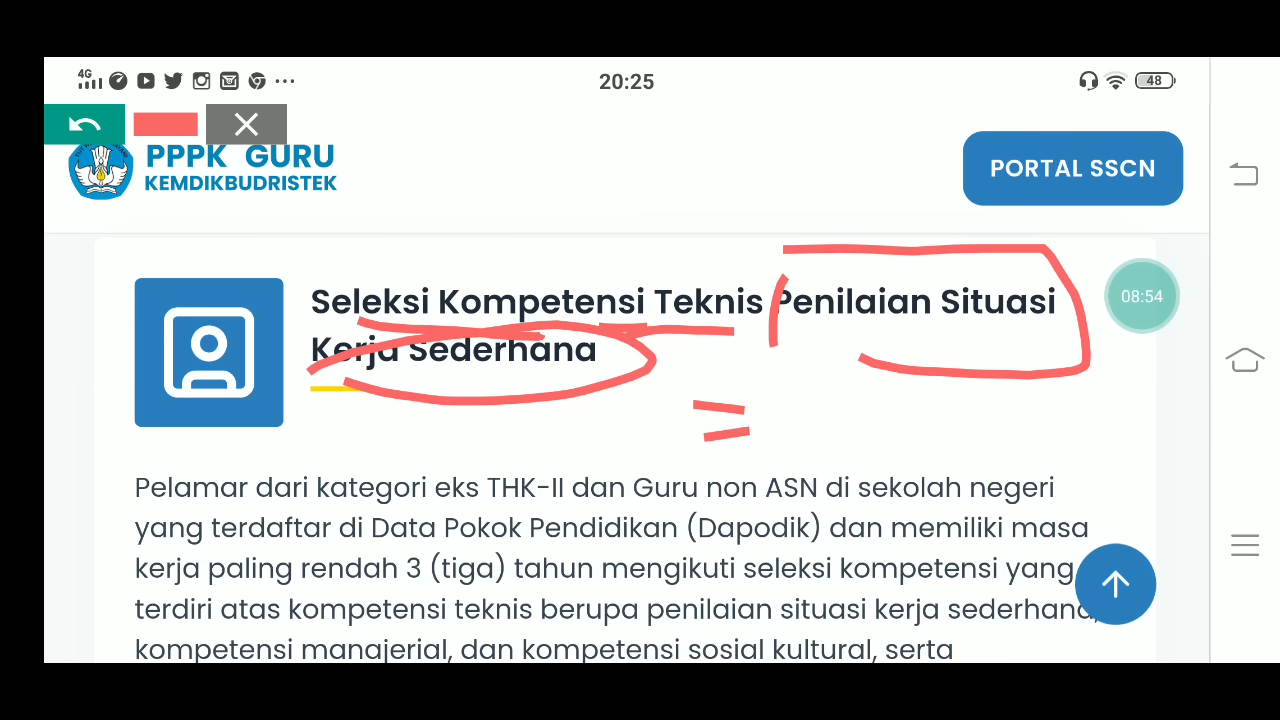 4G 20:25 48
PPPK GURU
KEMDIKBUDRISTEK
PORTAL SSCN
Seleksi Kompetensi Teknis Penilaian Situasi
Kerja Sederhana
08:54
Pelamar dari kategori eks THK-II dan Guru non ASN di sekolah negeri
yang terdaftar di Data Pokok Pendidikan (Dapodik) dan memiliki masa
kerja paling rendah 3 (tiga) tahun mengikuti seleksi kompetensi yang
terdiri atas kompetensi teknis berupa penilaian situasi kerja sederhana,
kompetensi manajerial, dan kompetensi sosial kultural, serta